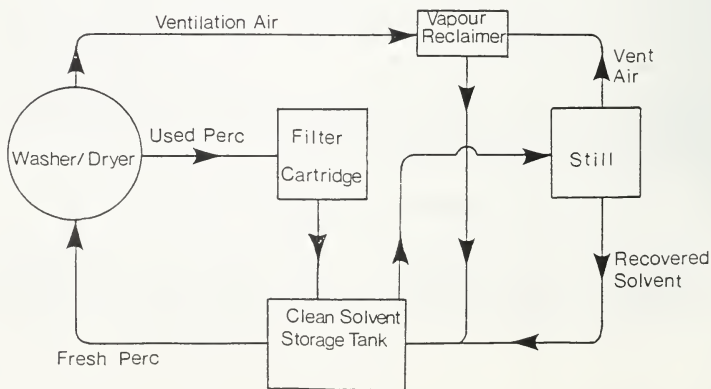 Ventilation Air
Vapour
Reclaimer
Vent
Air
Used Perc
Filter
Cartridge
Washer/Dryer
Still
Recovered
Solvent
Clean Solvent
Storage Tank
Fresh Perc